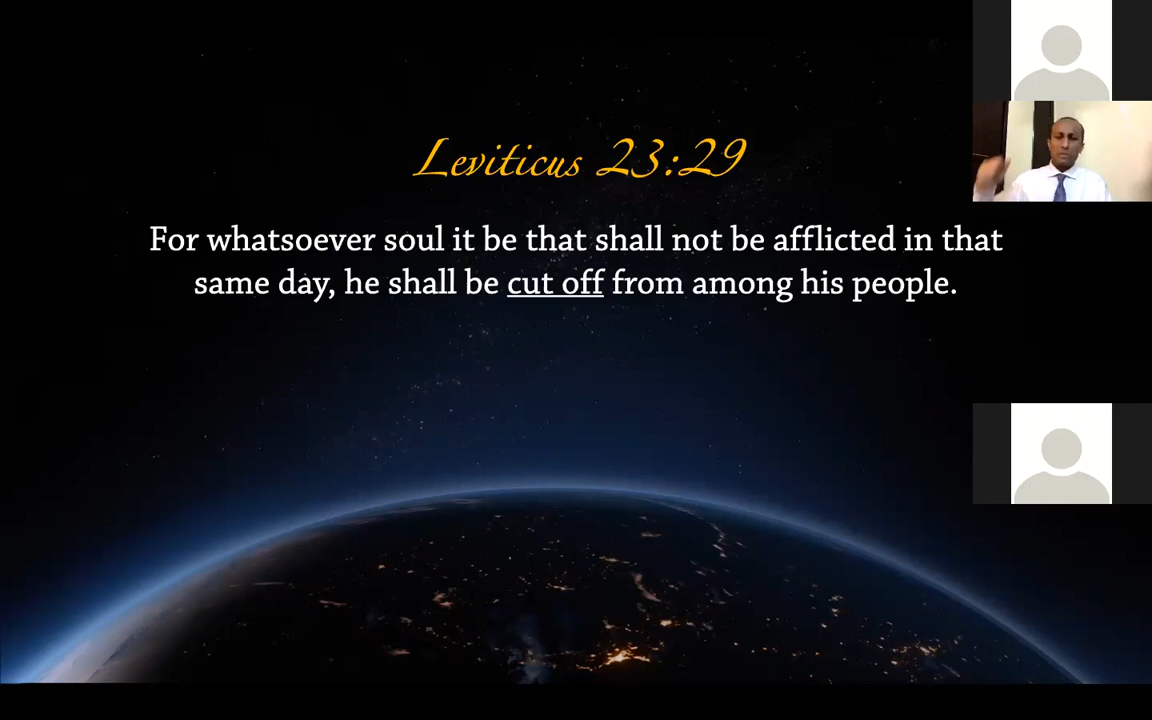 Leviticus 23:29
For whatsoever soul it be that shall not be afflicted in that
same day, he shall be cut off from among his people.